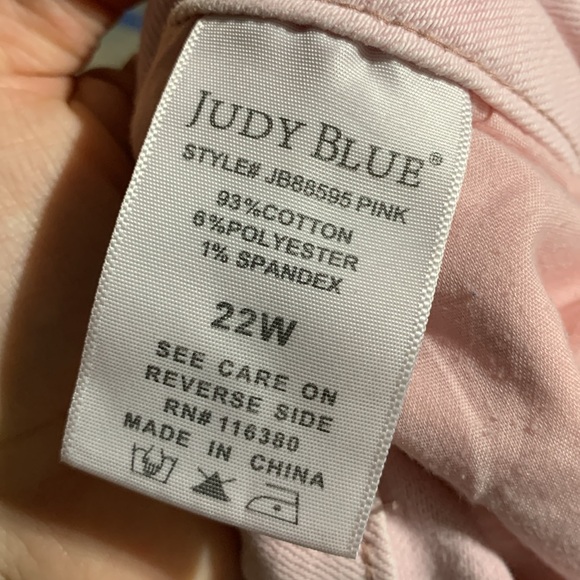 JUDY BLUE®
STYLE# JB88595 PINK
93%COTTON
6%POLYESTER
1% SPANDEX
22W
SEE CARE ON
REVERSE SIDE
RN# 116380
MADE IN CHINA